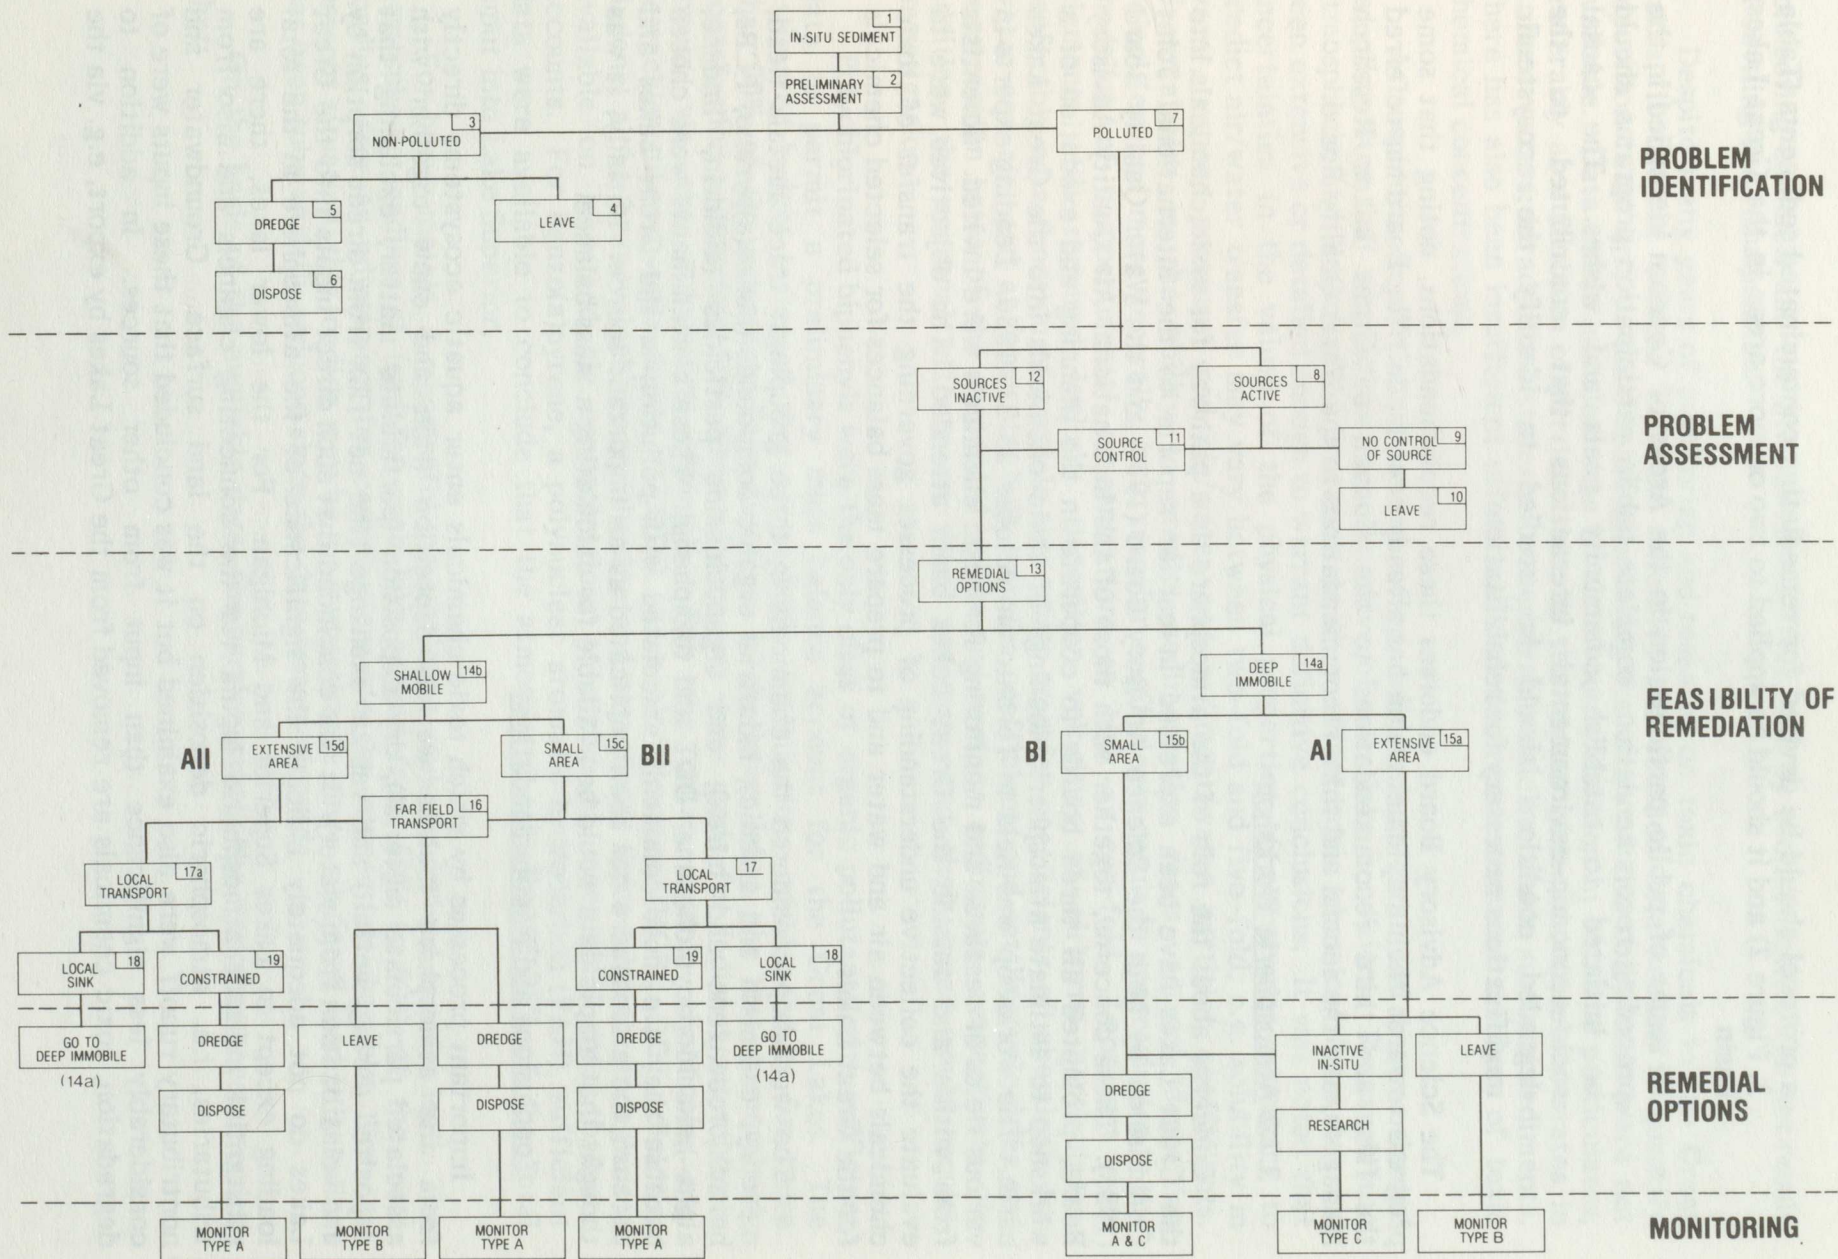 1
IN-SITU SEDIMENT
2
PRELIMINARY
ASSESSMENT
3
NON-POLLUTED
7
POLLUTED
PROBLEM
IDENTIFICATION
5
DREDGE
4
LEAVE
6
DISPOSE
12
SOURCES
INACTIVE
8
SOURCES
ACTIVE
11
SOURCE
CONTROL
9
NO CONTROL
OF SOURCE
PROBLEM
ASSESSMENT
10
LEAVE
13
REMEDIAL
OPTIONS
14b
SHALLOW
MOBILE
14a
DEEP
IMMOBILE
FEASIBILITY OF
REMEDIATION
AII
15d
EXTENSIVE
AREA
15c
SMALL
AREA
BII
BI
15b
SMALL
AREA
AI
15a
EXTENSIVE
AREA
16
FAR FIELD
TRANSPORT
17a
LOCAL
TRANSPORT
17
LOCAL
TRANSPORT
18
LOCAL
SINK
19
CONSTRAINED
19
CONSTRAINED
18
LOCAL
SINK
GO TO
DEEP IMMOBILE
(14a)
DREDGE
LEAVE
DREDGE
DREDGE
GO TO
DEEP IMMOBILE
(14a)
INACTIVE
IN-SITU
LEAVE
DREDGE
REMEDIAL
OPTIONS
DISPOSE
DISPOSE
DISPOSE
RESEARCH
DISPOSE
MONITOR
TYPE A
MONITOR
TYPE B
MONITOR
TYPE A
MONITOR
TYPE A
MONITOR
A & C
MONITOR
TYPE C
MONITOR
TYPE B
MONITORING